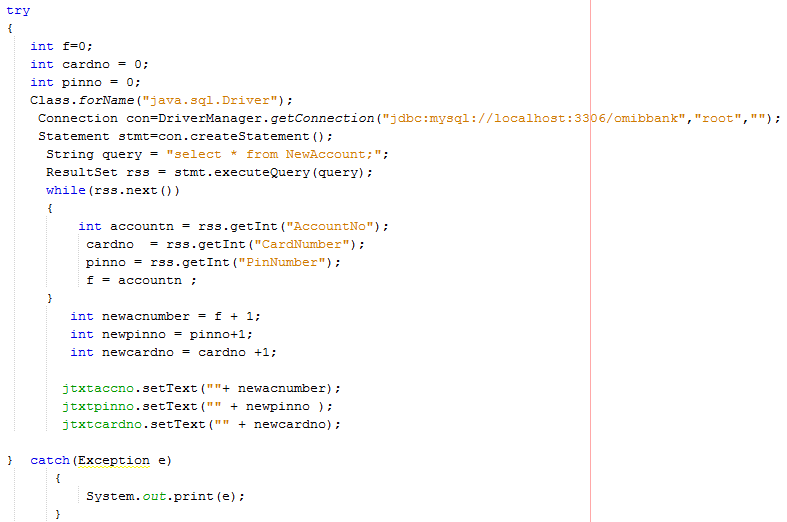 try
{
int f=0;
int cardno = 0;
int pinno = 0;
Class.forName("java.sql.Driver");
Connection con=DriverManager.getConnection("jdbc:mysql://localhost:3306/omibbank","root","");
Statement stmt=con.createStatement();
String query = "select * from NewAccount;";
ResultSet rss = stmt.executeQuery(query);
while(rss.next())
{
int accountn = rss.getInt("AccountNo");
cardno  = rss.getInt("CardNumber");
pinno = rss.getInt("PinNumber");
f = accountn ;
}
int newacnumber = f + 1;
int newpinno = pinno+1;
int newcardno = cardno +1;
jtxtaccno.setText(""+ newacnumber);
jtxtpinno.setText("" + newpinno );
jtxtcardno.setText("" + newcardno);
}  catch(Exception e)
{
System.out.print(e);
}